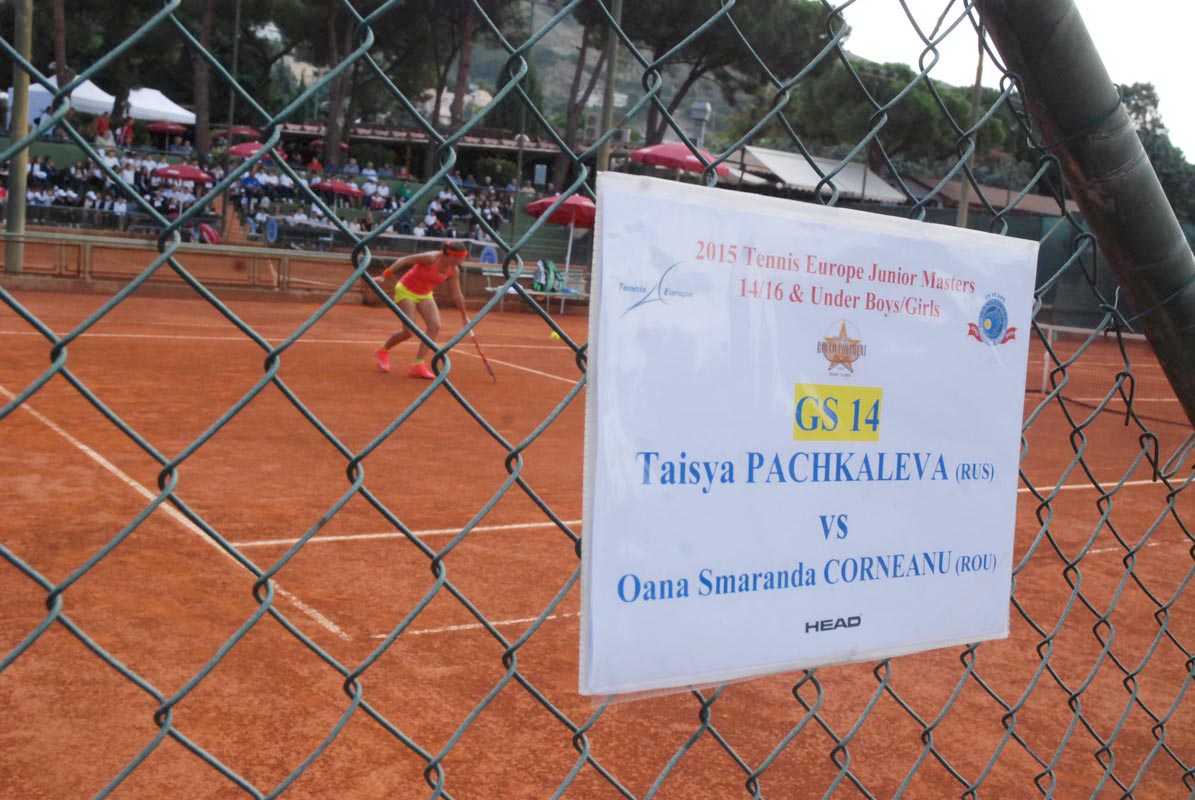 2015 Tennis Europe Junior Masters
14/16 & Under Boys/Girls
Tennis Europe
GS 14
Taisya PACHKALEVA (RUS)
vs
Oana Smaranda CORNEANU (ROU)
HEAD